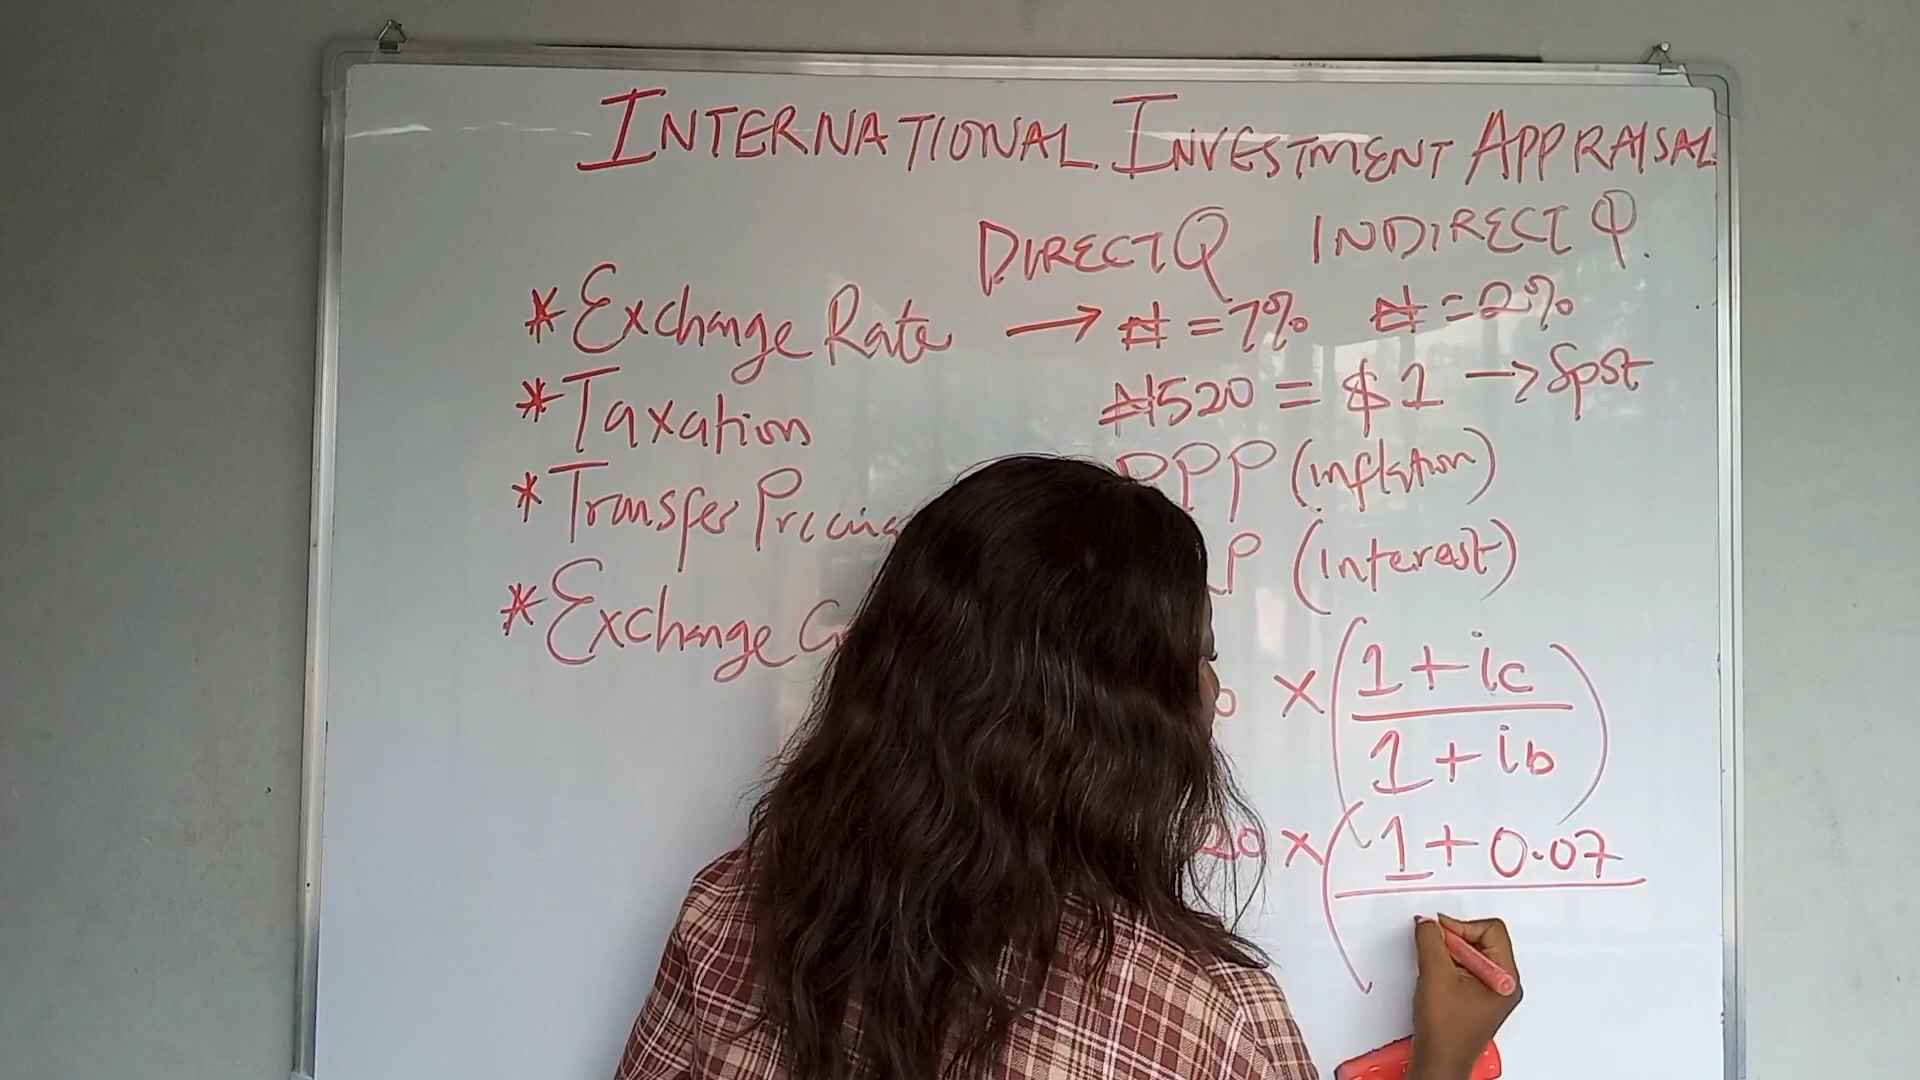 INTERNATIONAL INVESTMENT APPRAISAL
DIRECT Q INDIRECT Q.
*Exchange Rate → ₦=7% ₦=2%
*Taxation ₦520 = $1 → Spot
*Transfer Pricing PPP (inflation)
P (interest)
*Exchange
× (1+ic
1+ib)
20 × (1+0.07